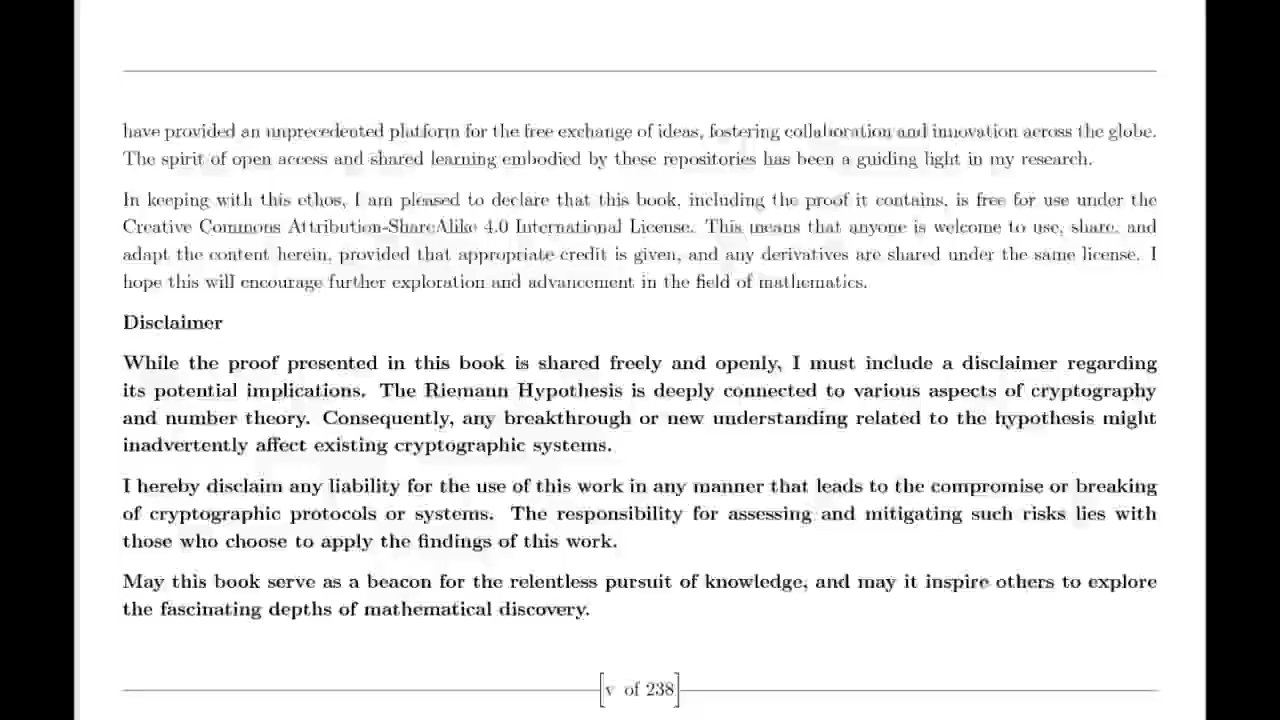 have provided an unprecedented platform for the free exchange of ideas, fostering collaboration and innovation across the globe.
The spirit of open access and shared learning embodied by these repositories has been a guiding light in my research.
In keeping with this ethos, I am pleased to declare that this book, including the proof it contains, is free for use under the
Creative Commons Attribution-ShareAlike 4.0 International License. This means that anyone is welcome to use, share, and
adapt the content herein, provided that appropriate credit is given, and any derivatives are shared under the same license. I
hope this will encourage further exploration and advancement in the field of mathematics.
Disclaimer
While the proof presented in this book is shared freely and openly, I must include a disclaimer regarding
its potential implications. The Riemann Hypothesis is deeply connected to various aspects of cryptography
and number theory. Consequently, any breakthrough or new understanding related to the hypothesis might
inadvertently affect existing cryptographic systems.
I hereby disclaim any liability for the use of this work in any manner that leads to the compromise or breaking
of cryptographic protocols or systems. The responsibility for assessing and mitigating such risks lies with
those who choose to apply the findings of this work.
May this book serve as a beacon for the relentless pursuit of knowledge, and may it inspire others to explore
the fascinating depths of mathematical discovery.
[v of 238]